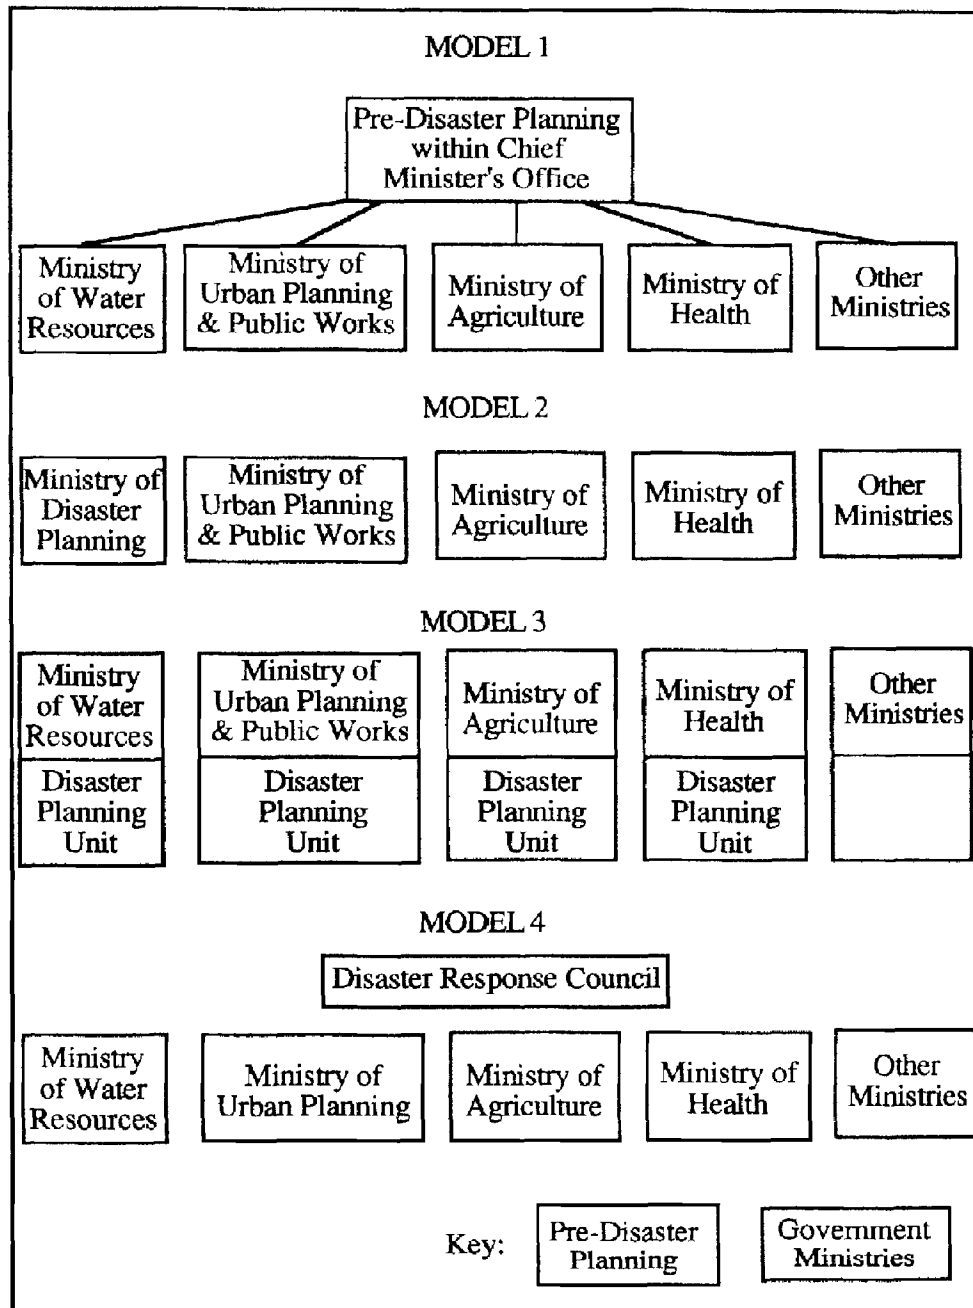 MODEL 1
Pre-Disaster Planning
within Chief
Minister's Office
Ministry
of Water
Resources
Ministry of
Urban Planning
& Public Works
Ministry of
Agriculture
Ministry of
Health
Other
Ministries
MODEL 2
Ministry of
Disaster
Planning
Ministry of
Urban Planning
& Public Works
Ministry of
Agriculture
Ministry of
Health
Other
Ministries
MODEL 3
Ministry
of Water
Resources
Ministry of
Urban Planning
& Public Works
Ministry of
Agriculture
Ministry of
Health
Other
Ministries
Disaster
Planning
Unit
Disaster
Planning
Unit
Disaster
Planning
Unit
Disaster
Planning
Unit
MODEL 4
Disaster Response Council
Ministry
of Water
Resources
Ministry of
Urban Planning
Ministry of
Agriculture
Ministry of
Health
Other
Ministries
Key:
Pre-Disaster
Planning
Government
Ministries